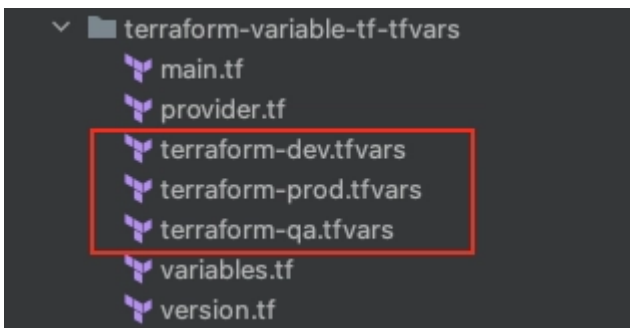 terraform-variable-tf-tfvars
main.tf
provider.tf
terraform-dev.tfvars
terraform-prod.tfvars
terraform-qa.tfvars
variables.tf
version.tf